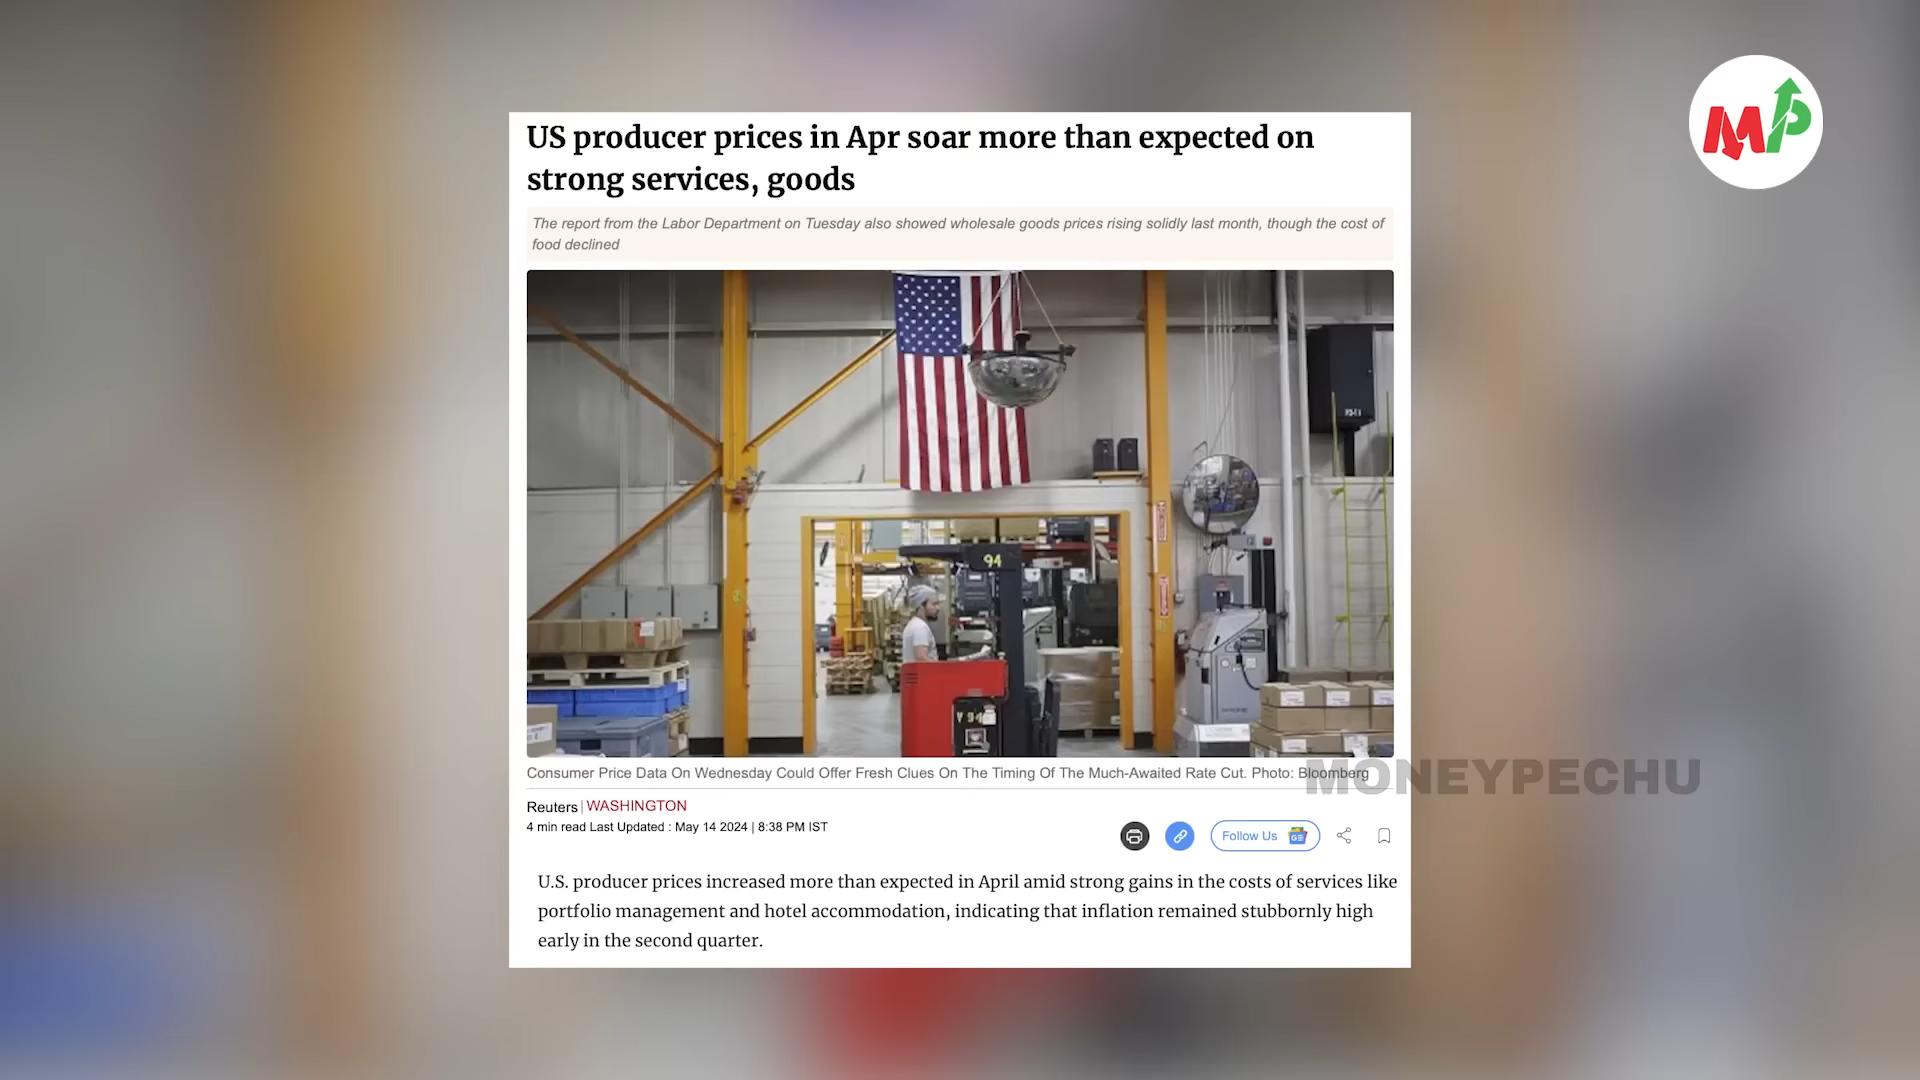 MP
US producer prices in Apr soar more than expected on
strong services, goods
The report from the Labor Department on Tuesday also showed wholesale goods prices rising solidly last month, though the cost of
food declined
94
V 94
Consumer Price Data On Wednesday Could Offer Fresh Clues On The Timing Of The Much-Awaited Rate Cut. Photo: Bloomberg
MONEYPECHU
Reuters | WASHINGTON
4 min read Last Updated : May 14 2024 | 8:38 PM IST
Follow Us
U.S. producer prices increased more than expected in April amid strong gains in the costs of services like
portfolio management and hotel accommodation, indicating that inflation remained stubbornly high
early in the second quarter.